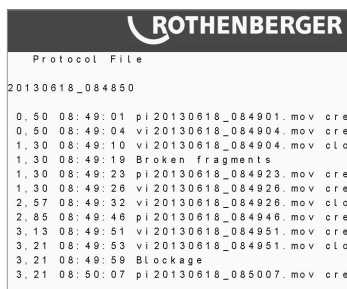 ROTHENBERGER
Protocol File
20130618_084850
0,50 08:49:01 pi20130618_084901.mov cre
0,50 08:49:04 vi20130618_084904.mov cre
1,30 08:49:10 vi20130618_084904.mov clo
1,30 08:49:19 Broken fragments
1,30 08:49:23 pi20130618_084923.mov cre
1,30 08:49:26 vi20130618_084926.mov cre
2,57 08:49:32 vi20130618_084926.mov clo
2,85 08:49:46 pi20130618_084946.mov cre
3,13 08:49:51 vi20130618_084951.mov cre
3,21 08:49:53 vi20130618_084951.mov clo
3,21 08:49:59 Blockage
3,21 08:50:07 pi20130618_085007.mov cre